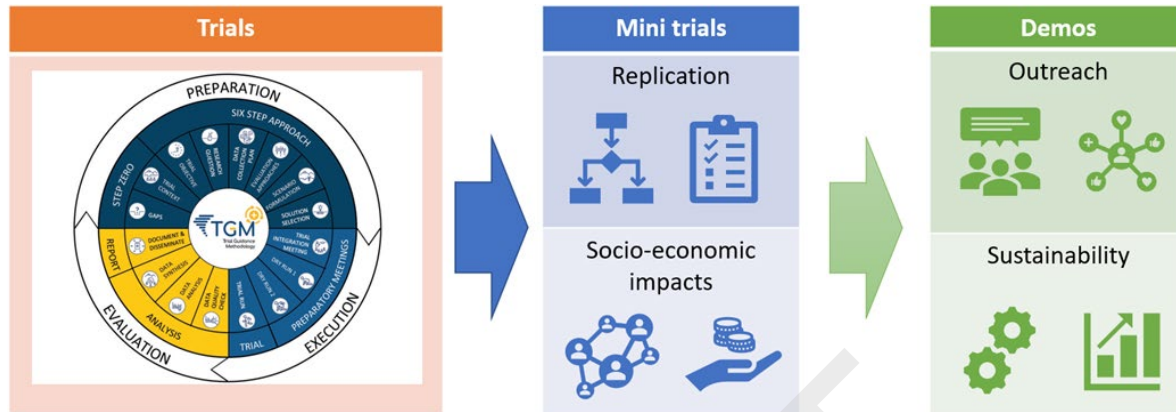 Trials
PREPARATION
STEP ZERO
SIX STEP APPROACH
GAPS
TRIAL
CONTEXT
TRIAL
OBJECTIVE
RESEARCH
QUESTION
DATA
COLLECTION
PLAN
EVALUATION
APPROACHES
SCENARIO
FORMULATION
SOLUTION
SELECTION
TGM
Trial Guidance
Methodology
TRIAL
INTEGRATION
MEETING
DAY RUN 1
DAY RUN 2
PREPARATORY MEETINGS
TRIAL RUN
TRIAL
EXECUTION
DATA
QUALITY
CHECK
DATA
ANALYSIS
DATA
SYNTHESIS
DOCUMENT &
DISSEMINATE
REPORT
ANALYSIS
EVALUATION
Mini trials
Replication
Socio-economic
impacts
Demos
Outreach
Sustainability